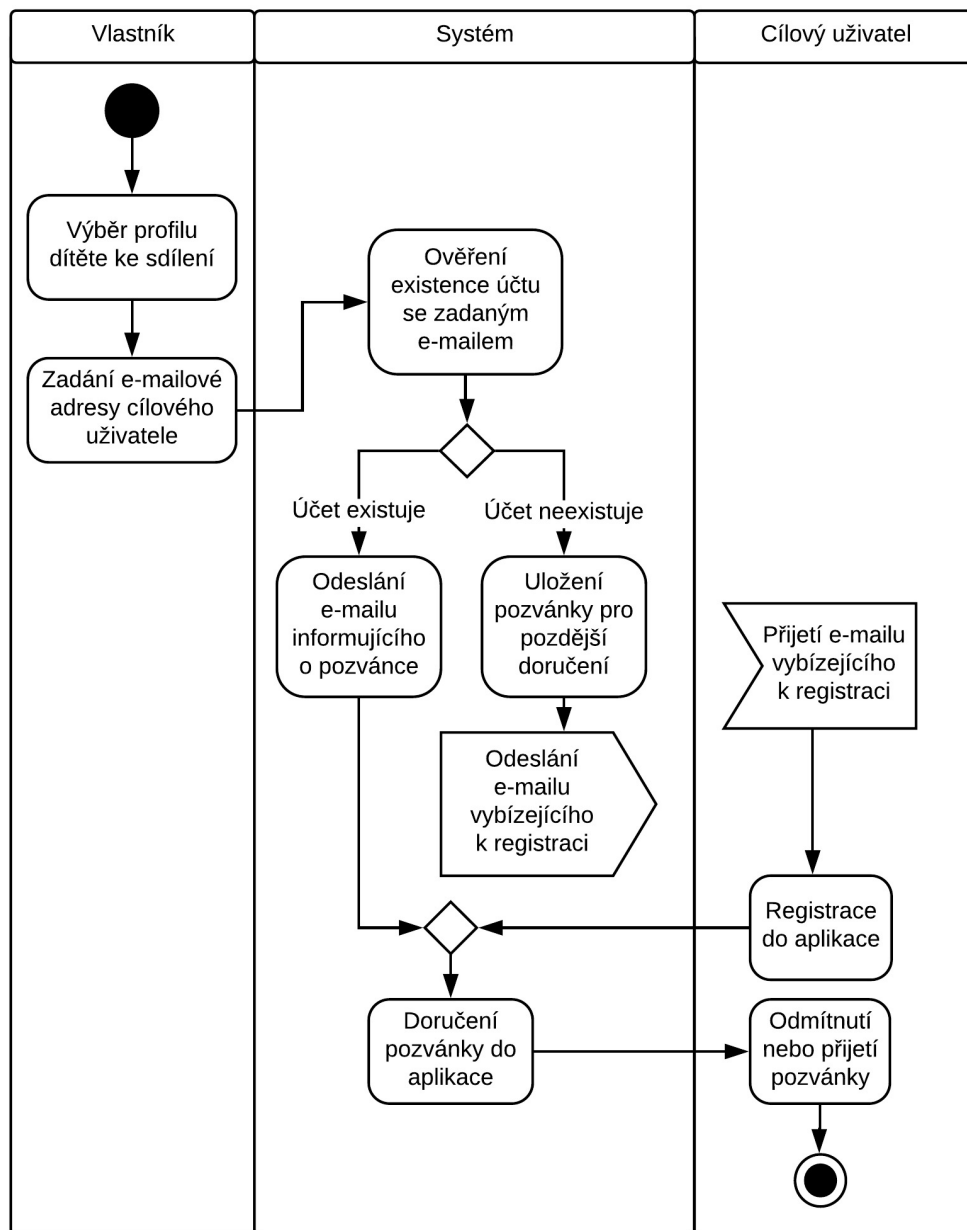 Vlastník
Systém
Cílový uživatel
Výběr profilu
dítěte ke sdílení
Zadání e-mailové
adresy cílového
uživatele
Ověření
existence účtu
se zadaným
e-mailem
Účet existuje
Účet neexistuje
Odeslání
e-mailu
informujícího
o pozvánce
Uložení
pozvánky pro
pozdější
doručení
Odeslání
e-mailu
vybízejícího
k registraci
Přijetí e-mailu
vybízejícího
k registraci
Registrace
do aplikace
Doručení
pozvánky do
aplikace
Odmítnutí
nebo přijetí
pozvánky